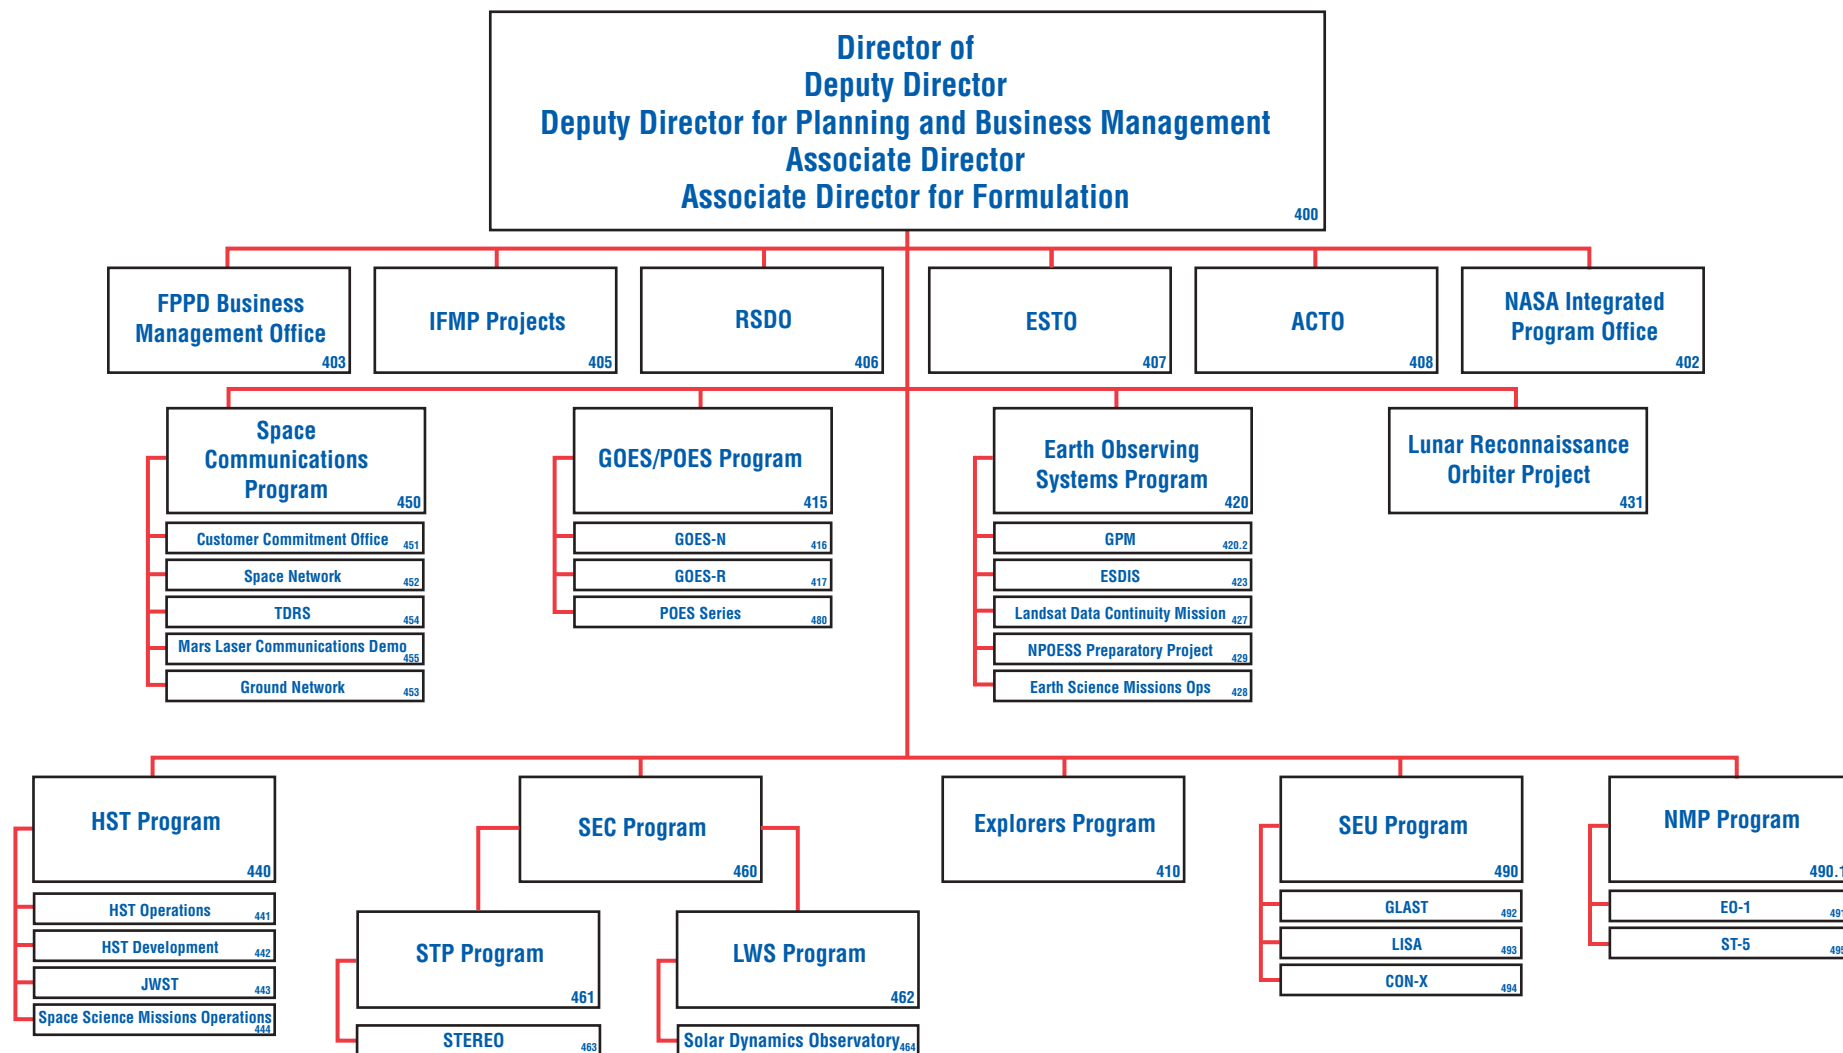 Director of
Deputy Director
Deputy Director for Planning and Business Management
Associate Director
Associate Director for Formulation
400
FPPD Business
Management Office
403
IFMP Projects
405
RSDO
406
ESTO
407
ACTO
408
NASA Integrated
Program Office
402
Space
Communications
Program
450
Customer Commitment Office 451
Space Network 452
TDRS 454
Mars Laser Communications Demo 455
Ground Network 453
GOES/POES Program
415
GOES-N 416
GOES-R 417
POES Series 480
Earth Observing
Systems Program
420
GPM 420.2
ESDIS 423
Landsat Data Continuity Mission 427
NPOESS Preparatory Project 429
Earth Science Missions Ops 428
Lunar Reconnaissance
Orbiter Project
431
HST Program
440
HST Operations 441
HST Development 442
JWST 443
Space Science Missions Operations 444
SEC Program
460
STP Program
461
STEREO 463
LWS Program
462
Solar Dynamics Observatory 464
Explorers Program
410
SEU Program
490
GLAST 492
LISA 493
CON-X 494
NMP Program
490.1
EO-1 491
ST-5 495